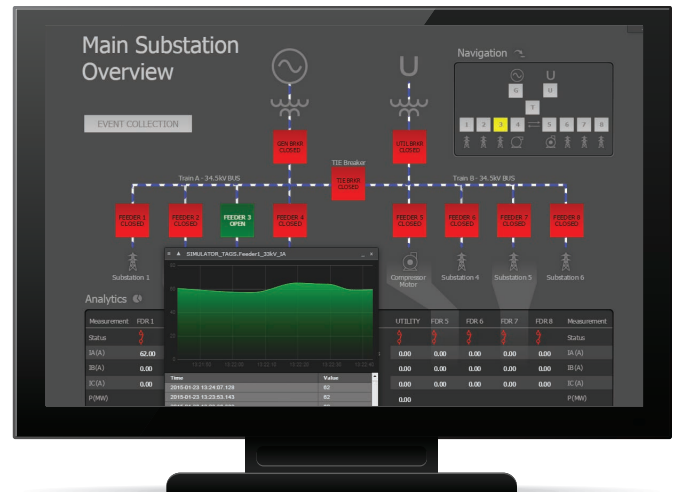 Main Substation
Overview
Navigation
G U
T
1 2 3 4 5 6 7 8
EVENT COLLECTION
GEN BRKR
CLOSED
UTIL BRKR
CLOSED
TIE Breaker
TIE BRKR
CLOSED
Train A - 34.5kV BUS
Train B - 34.5kV BUS
FEEDER 1
CLOSED
FEEDER 2
CLOSED
FEEDER 3
OPEN
FEEDER 4
CLOSED
FEEDER 5
CLOSED
FEEDER 6
CLOSED
FEEDER 7
CLOSED
FEEDER 8
CLOSED
SIMULATOR_TAGS.Feeder1_33kV_IA
Substation 1
Compressor
Motor
Substation 4
Substation 5
Substation 6
Analytics
Measurement FDR 1 UTILITY FDR 5 FDR 6 FDR 7 FDR 8 Measurement
Status Status
IA(A) 62.00 0.00 0.00 0.00 0.00 0.00 IA(A)
IB(A) 0.00 0.00 0.00 0.00 0.00 0.00 IB(A)
IC(A) 0.00 0.00 0.00 0.00 0.00 0.00 IC(A)
P(MW) 0.00 P(MW)
Time Value
2015-01-23 13:24:07.128 62
2015-01-23 13:23:53.143 62